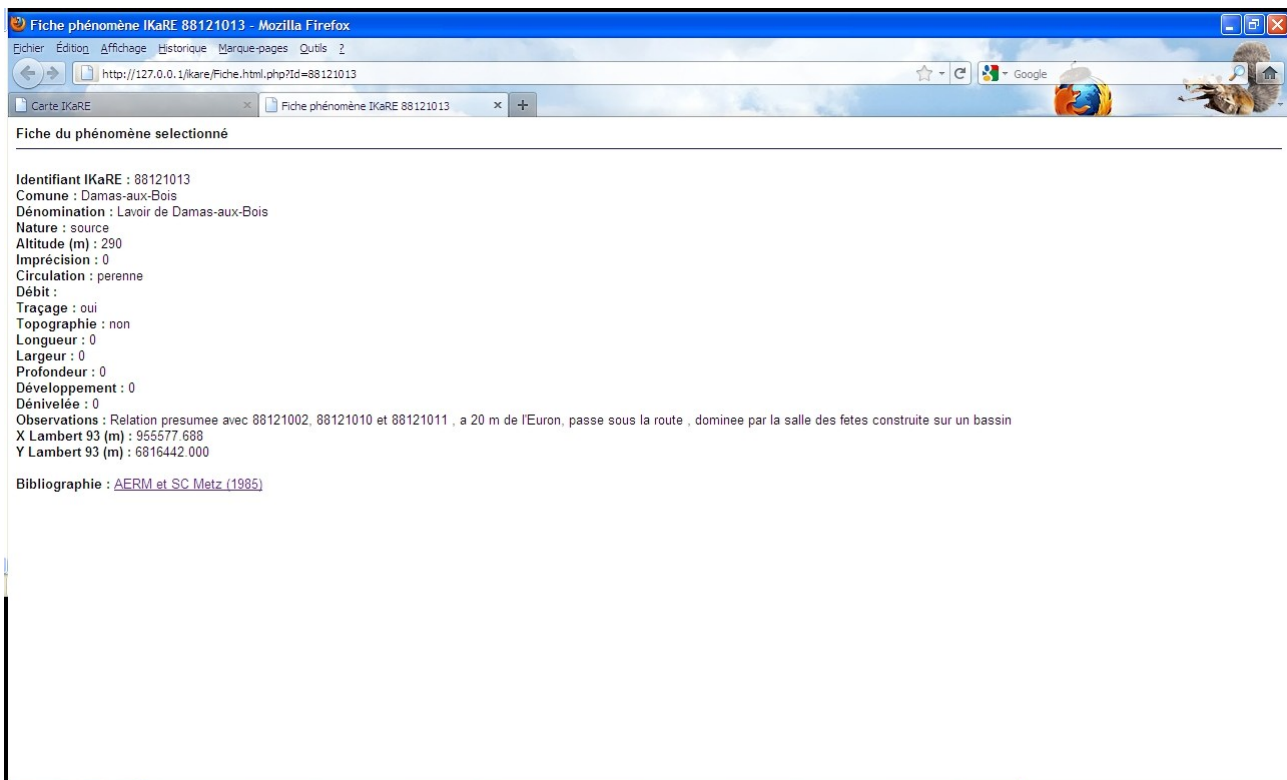 Fiche phénomène IKaRE 88121013 - Mozilla Firefox
Fichier Édition Affichage Historique Marque-pages Outils ?
http://127.0.0.1/ikare/Fiche.html.php?Id=88121013
Google
Carte IKaRE
Fiche phénomène IKaRE 88121013
Fiche du phénomène selectionné
Identifiant IKaRE : 88121013
Comune : Damas-aux-Bois
Dénomination : Lavoir de Damas-aux-Bois
Nature : source
Altitude (m) : 290
Imprécision : 0
Circulation : perenne
Débit :
Traçage : oui
Topographie : non
Longueur : 0
Largeur : 0
Profondeur : 0
Développement : 0
Dénivelée : 0
Observations : Relation presumee avec 88121002, 88121010 et 88121011 , a 20 m de l'Euron, passe sous la route , dominee par la salle des fetes construite sur un bassin
X Lambert 93 (m) : 955577.688
Y Lambert 93 (m) : 6816442.000
Bibliographie : AERM et SC Metz (1985)